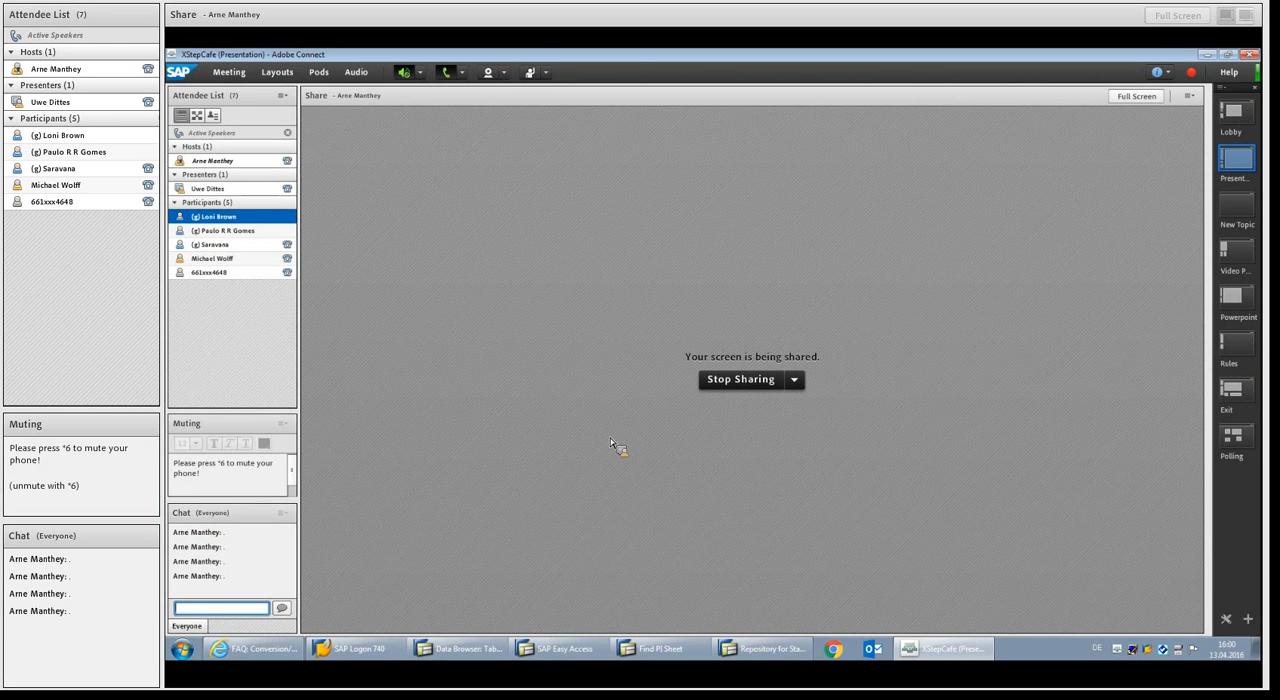 Attendee List (7)
Active Speakers
Hosts (1)
Arne Manthey
Presenters (1)
Uwe Dittes
Participants (5)
(g) Loni Brown
(g) Paulo R R Gomes
(g) Saravana
Michael Wolff
661xxx4648
Muting
Please press *6 to mute your
phone!
(unmute with *6)
Chat (Everyone)
Arne Manthey: .
Arne Manthey: .
Arne Manthey: .
Arne Manthey: .
Share - Arne Manthey
Full Screen
XStepCafe (Presentation) - Adobe Connect
SAP Meeting Layouts Pods Audio Help
Attendee List (7)
Active Speakers
Hosts (1)
Arne Manthey
Presenters (1)
Uwe Dittes
Participants (5)
(g) Loni Brown
(g) Paulo R R Gomes
(g) Saravana
Michael Wolff
661xxx4648
Muting
12 T T T
Please press *6 to mute your
phone!
Chat (Everyone)
Arne Manthey: .
Arne Manthey: .
Arne Manthey: .
Arne Manthey: .
Everyone
Share - Arne Manthey
Full Screen
Your screen is being shared.
Stop Sharing
Lobby
Present...
New Topic
Video P...
Powerpoint
Rules
Exit
Polling
FAQ: Conversion/...
SAP Logon 740
Data Browser: Tab...
SAP Easy Access
Find PI Sheet
Repository for Sta...
XStepCafe (Prese...
DE
16:00
13.04.2016